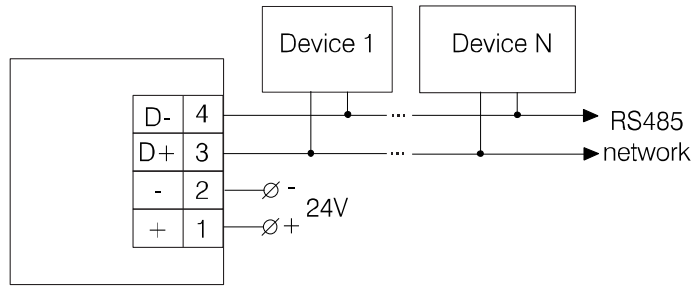 Device 1
Device N
D- 4
D+ 3
- 2
+ 1
...
...
- 
+
24V
RS485
network